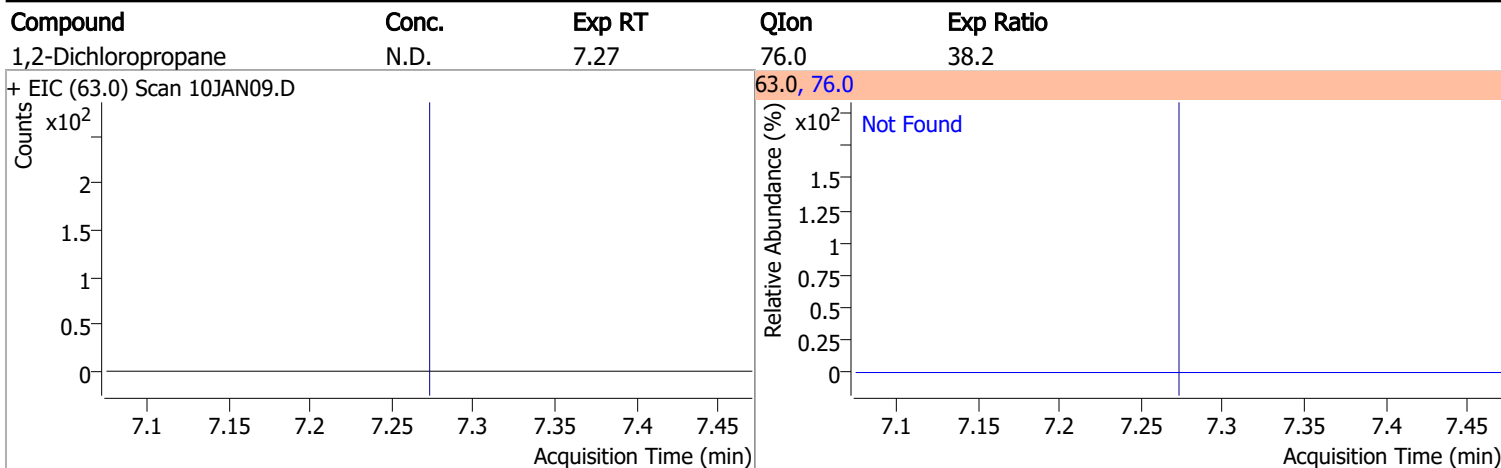 Compound Conc. Exp RT QIon Exp Ratio
1,2-Dichloropropane N.D. 7.27 76.0 38.2
+ EIC (63.0) Scan 10JAN09.D
Counts
x10²
2
1.5
1
0.5
0
7.1 7.15 7.2 7.25 7.3 7.35 7.4 7.45
Acquisition Time (min)
63.0, 76.0
Relative Abundance (%)
x10²
Not Found
1.5
1.25
1
0.75
0.5
0.25
0
7.1 7.15 7.2 7.25 7.3 7.35 7.4 7.45
Acquisition Time (min)